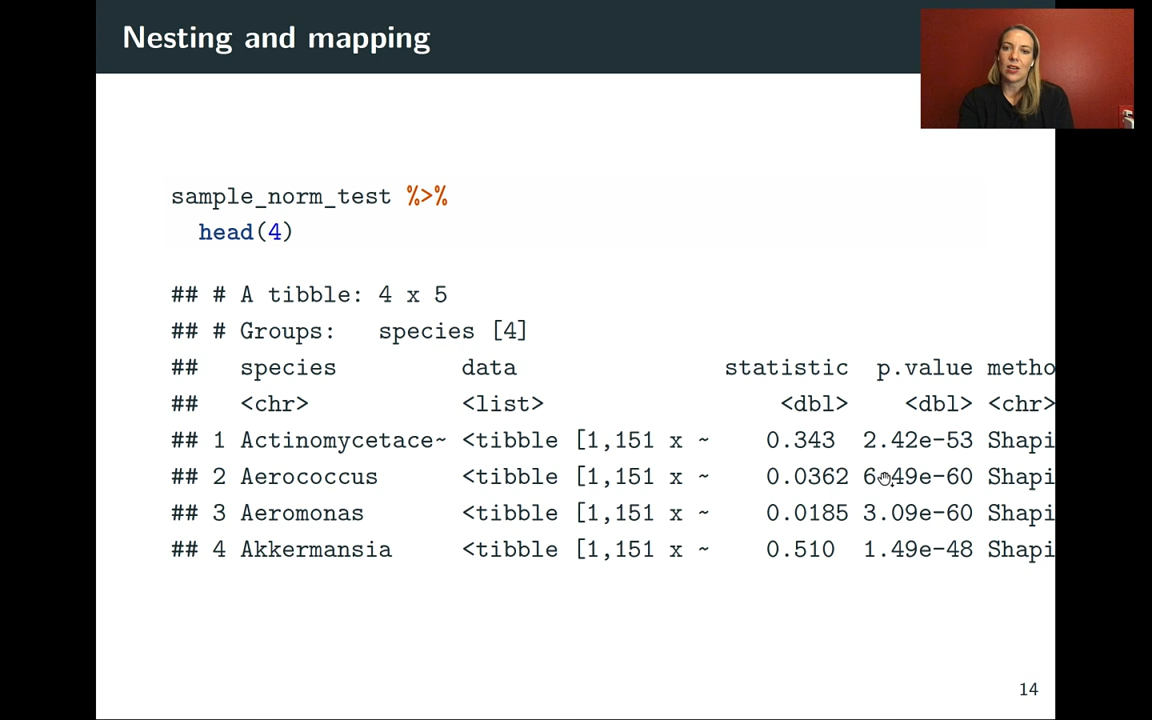 Nesting and mapping
sample_norm_test %>%
head(4)
## # A tibble: 4 x 5
## # Groups: species [4]
## species data statistic p.value metho
## <chr> <list> <dbl> <dbl> <chr>
## 1 Actinomycetace~ <tibble [1,151 x ~ 0.343 2.42e-53 Shapi
## 2 Aerococcus <tibble [1,151 x ~ 0.0362 6.49e-60 Shapi
## 3 Aeromonas <tibble [1,151 x ~ 0.0185 3.09e-60 Shapi
## 4 Akkermansia <tibble [1,151 x ~ 0.510 1.49e-48 Shapi
14